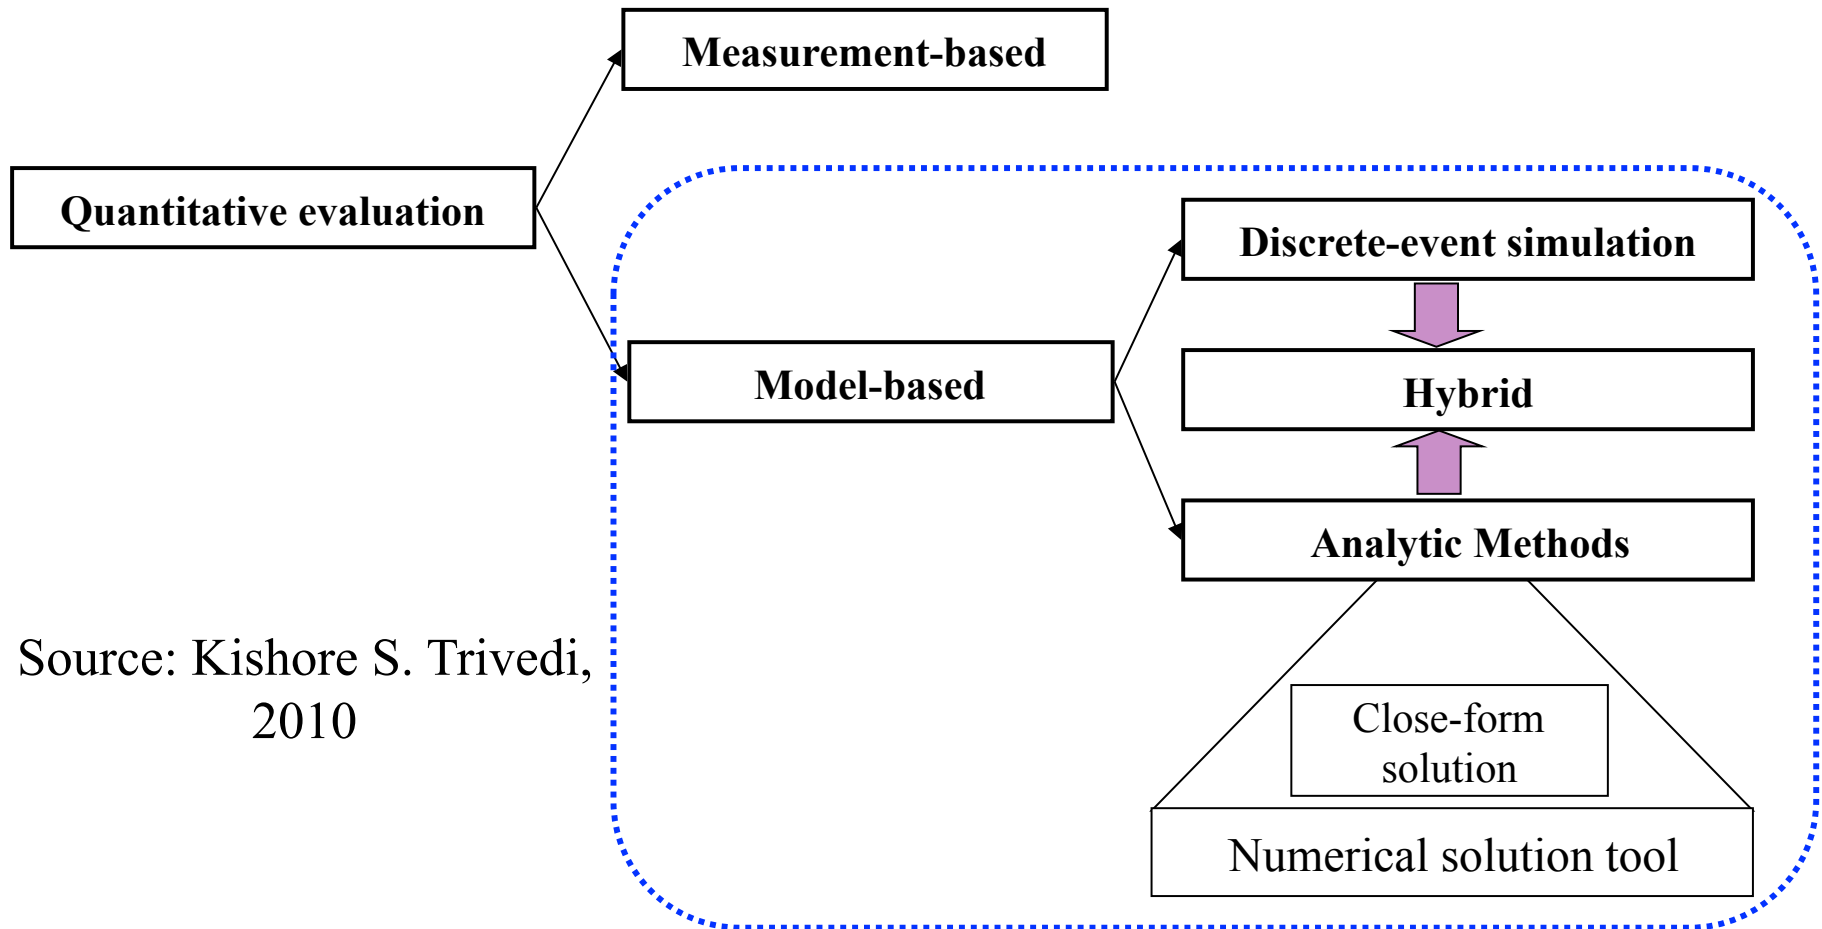 Measurement-based
Quantitative evaluation
Discrete-event simulation
Model-based
Hybrid
Analytic Methods
Source: Kishore S. Trivedi,
2010
Close-form
solution
Numerical solution tool